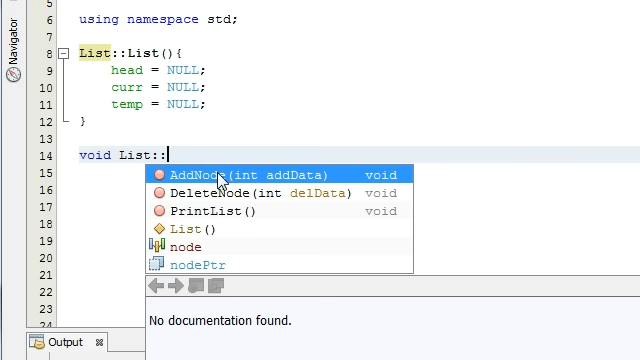 Navigator
5
6 using namespace std;
7
8 List::List(){
9 head = NULL;
10 curr = NULL;
11 temp = NULL;
12 }
13
14 void List::
15 AddNode(int addData) void
16 DeleteNode(int delData) void
17 PrintList() void
18 List()
19 node
20 nodePtr
21
22
23 No documentation found.
24
Output